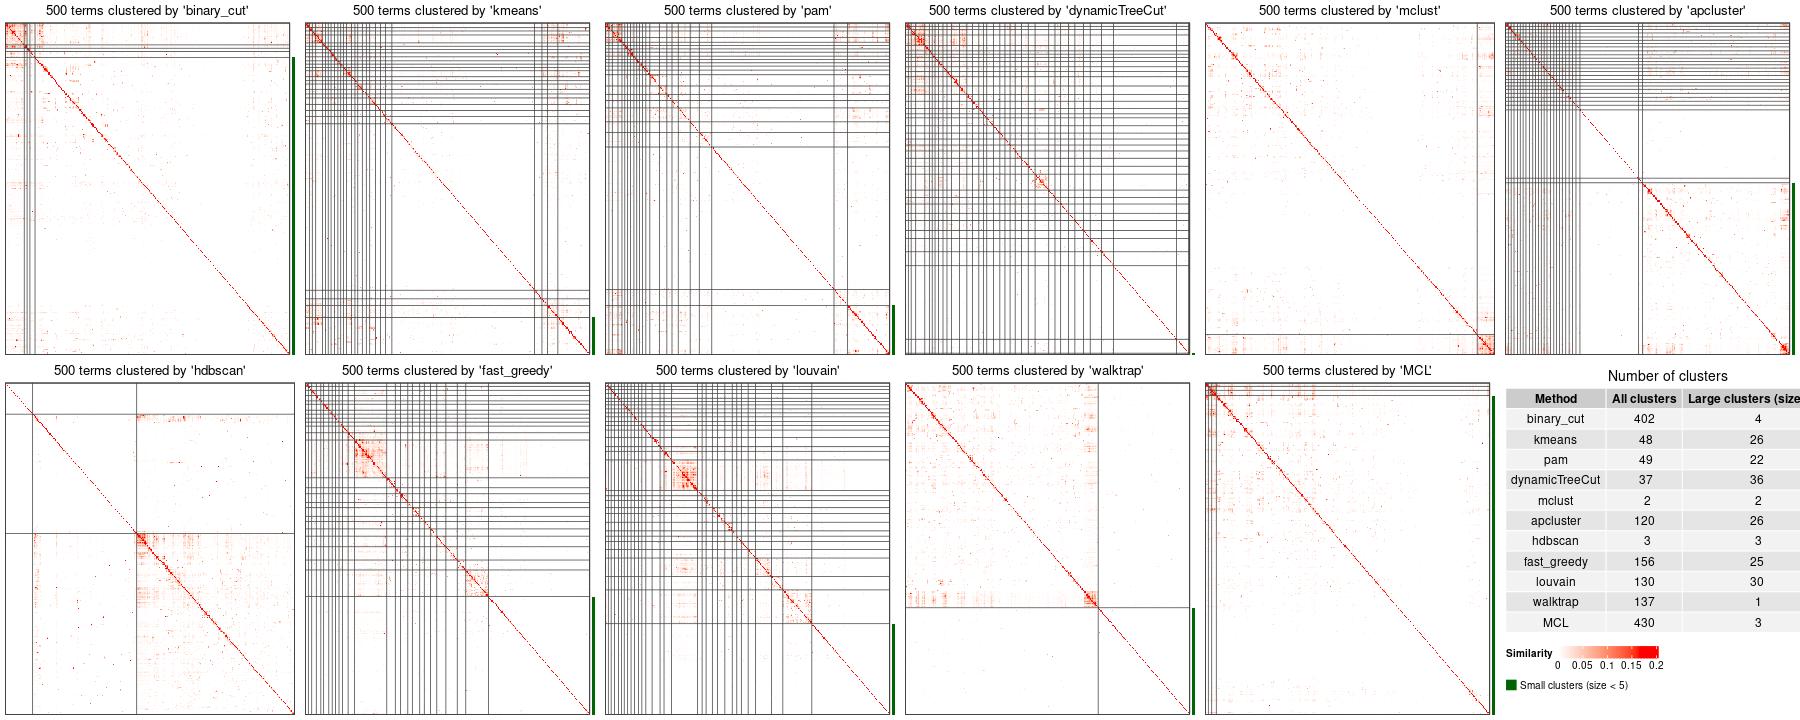 500 terms clustered by 'binary_cut'
500 terms clustered by 'kmeans'
500 terms clustered by 'pam'
500 terms clustered by 'dynamicTreeCut'
500 terms clustered by 'mclust'
500 terms clustered by 'apcluster'
500 terms clustered by 'hdbscan'
500 terms clustered by 'fast_greedy'
500 terms clustered by 'louvain'
500 terms clustered by 'walktrap'
500 terms clustered by 'MCL'
Number of clusters
Method All clusters Large clusters (size
binary_cut 402 4
kmeans 48 26
pam 49 22
dynamicTreeCut 37 36
mclust 2 2
apcluster 120 26
hdbscan 3 3
fast_greedy 156 25
louvain 130 30
walktrap 137 1
MCL 430 3
Similarity
0 0.05 0.1 0.15 0.2
Small clusters (size < 5)